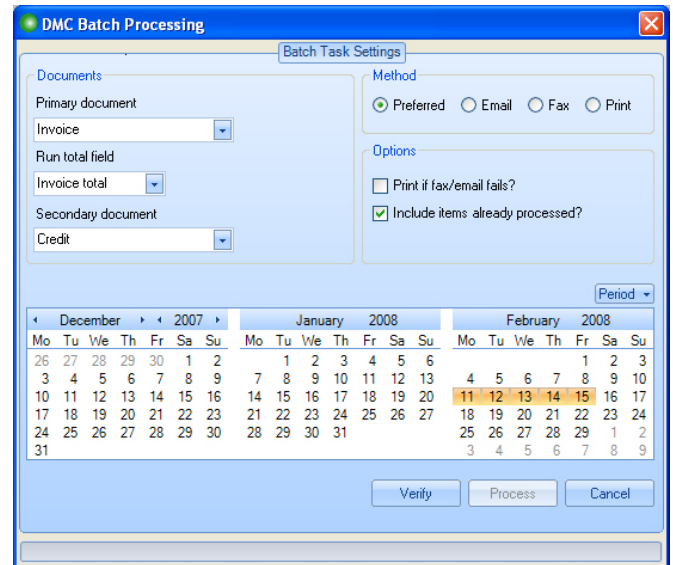 DMC Batch Processing
Batch Task Settings
Documents
Primary document
Invoice
Run total field
Invoice total
Secondary document
Credit
Method
Preferred Email Fax Print
Options
Print if fax/email fails?
Include items already processed?
Period
December 2007 January 2008 February 2008
Mo Tu We Th Fr Sa Su Mo Tu We Th Fr Sa Su Mo Tu We Th Fr Sa Su
26 27 28 29 30 1 2 1 2 3 4 5 6 1 2 3
3 4 5 6 7 8 9 7 8 9 10 11 12 13 4 5 6 7 8 9 10
10 11 12 13 14 15 16 14 15 16 17 18 19 20 11 12 13 14 15 16 17
17 18 19 20 21 22 23 21 22 23 24 25 26 27 18 19 20 21 22 23 24
24 25 26 27 28 29 30 28 29 30 31 25 26 27 28 29 1 2
31 3 4 5 6 7 8 9
Verify Process Cancel